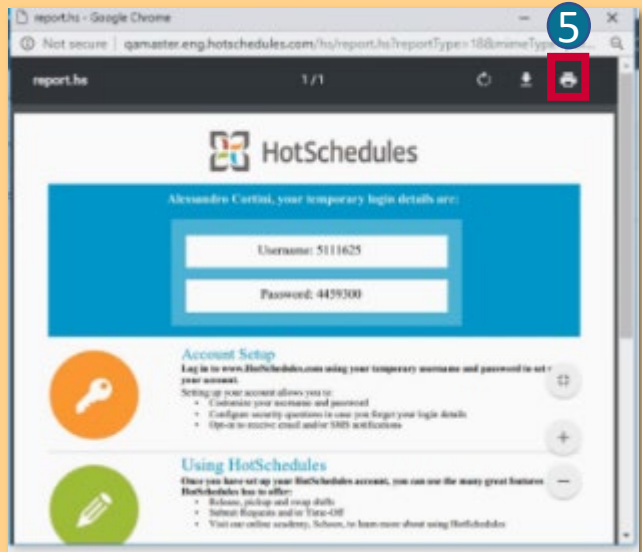 report.hs - Google Chrome
5
Not secure | qamaster.eng.hotschedules.com/hs/report.hs?reportType=18&mimeType
report.hs 1 / 1
HotSchedules
Alessandro Cortini, your temporary login details are:
Username: 5111625
Password: 4459300
Account Setup
Log in to www.HotSchedules.com using your temporary username and password to set
your account.
Setting up your account allows you to:
• Customize your username and password
• Configure security questions in case you forget your login details
• Opt-in to receive email and/or SMS notifications
Using HotSchedules
Once you have set up your HotSchedules account, you can use the many great features
HotSchedules has to offer:
• Release, pickup and swap shifts
• Submit Requests and/or Time-Off
• Visit our online academy, Schoox, to learn more about using HotSchedules